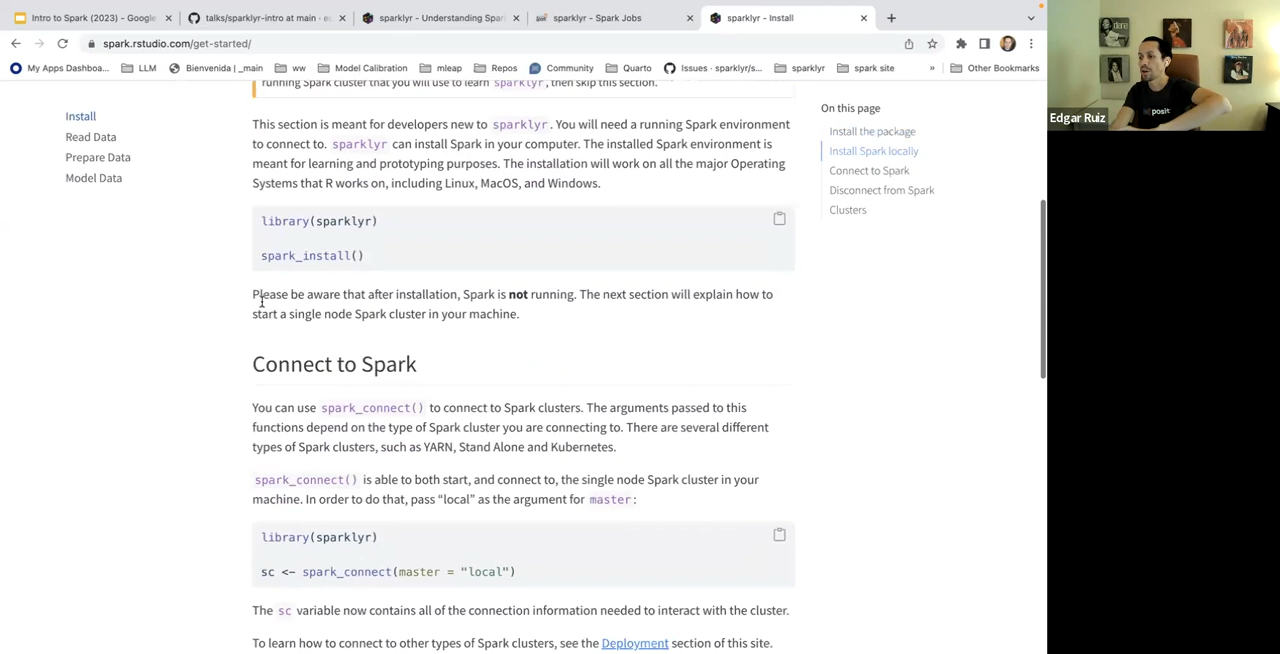 Intro to Spark (2023) - Google
talks/sparklyr-intro at main · e
sparklyr - Understanding Spar
sparklyr - Spark Jobs
sparklyr - Install
spark.rstudio.com/get-started/
My Apps Dashboa...
LLM
Bienvenida | _main
ww
Model Calibration
mleap
Repos
Quarto
Community
Issues · sparklyr/s...
sparklyr
spark site
»
Other Bookmarks
Edgar Ruiz
posit
Install
Read Data
Prepare Data
Model Data
running Spark cluster that you will use to learn sparklyr, then skip this section.
This section is meant for developers new to sparklyr. You will need a running Spark environment
to connect to. sparklyr can install Spark in your computer. The installed Spark environment is
meant for learning and prototyping purposes. The installation will work on all the major Operating
Systems that R works on, including Linux, MacOS, and Windows.
library(sparklyr)
spark_install()
Please be aware that after installation, Spark is not running. The next section will explain how to
start a single node Spark cluster in your machine.
Connect to Spark
You can use spark_connect() to connect to Spark clusters. The arguments passed to this
functions depend on the type of Spark cluster you are connecting to. There are several different
types of Spark clusters, such as YARN, Stand Alone and Kubernetes.
spark_connect() is able to both start, and connect to, the single node Spark cluster in your
machine. In order to do that, pass “local” as the argument for master:
library(sparklyr)
sc <- spark_connect(master = "local")
The sc variable now contains all of the connection information needed to interact with the cluster.
To learn how to connect to other types of Spark clusters, see the Deployment section of this site.
On this page
Install the package
Install Spark locally
Connect to Spark
Disconnect from Spark
Clusters